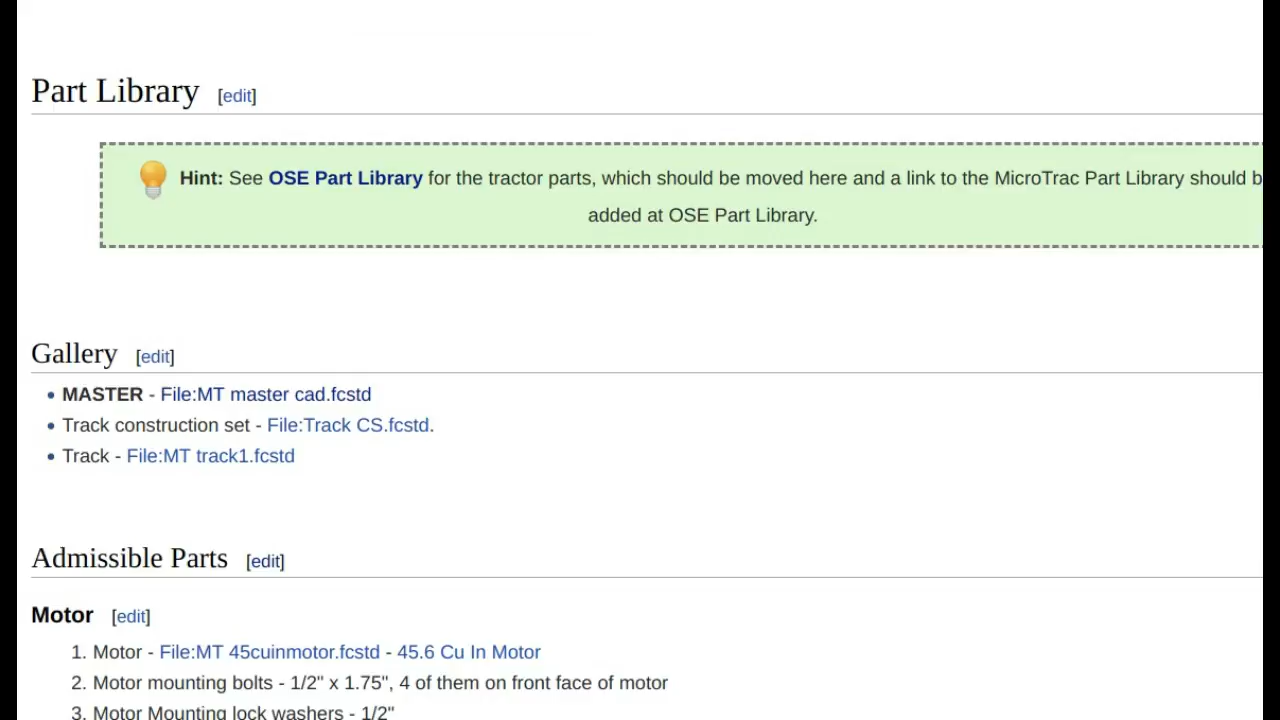 Part Library [edit]
Hint: See OSE Part Library for the tractor parts, which should be moved here and a link to the MicroTrac Part Library should b
added at OSE Part Library.
Gallery [edit]
MASTER - File:MT master cad.fcstd
Track construction set - File:Track CS.fcstd.
Track - File:MT track1.fcstd
Admissible Parts [edit]
Motor [edit]
1. Motor - File:MT 45cuinmotor.fcstd - 45.6 Cu In Motor
2. Motor mounting bolts - 1/2" x 1.75", 4 of them on front face of motor
3. Motor Mounting lock washers - 1/2"